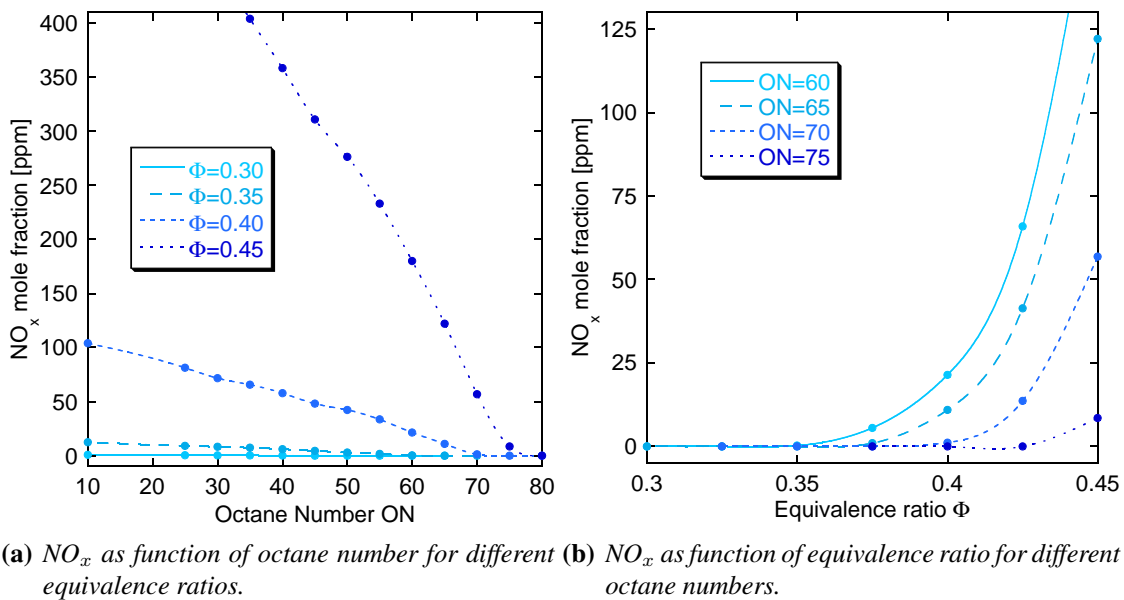 NOx mole fraction [ppm]
400
350
300
250
200
150
100
50
0
Φ=0.30
Φ=0.35
Φ=0.40
Φ=0.45
10 20 30 40 50 60 70 80
Octane Number ON
NOx mole fraction [ppm]
125
100
75
50
25
0
ON=60
ON=65
ON=70
ON=75
0.3 0.35 0.4 0.45
Equivalence ratio Φ
(a) NOx as function of octane number for different
equivalence ratios.
(b) NOx as function of equivalence ratio for different
octane numbers.